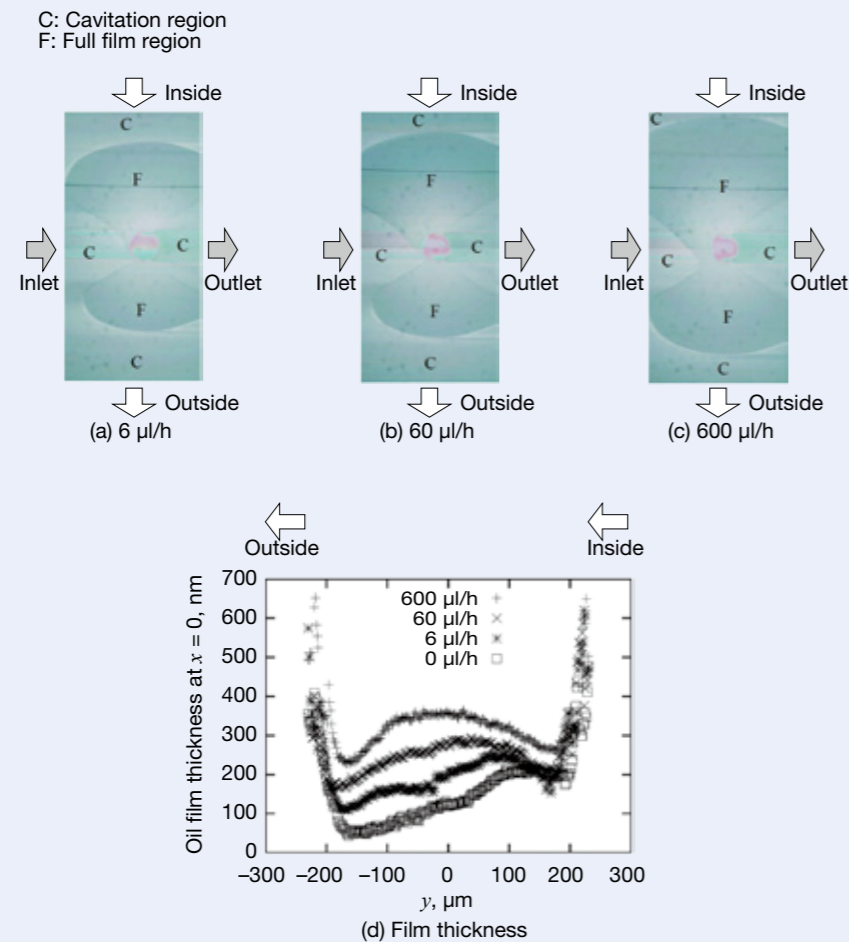 C: Cavitation region
F: Full film region
Inside Inside Inside
C C C
F F F
C C C C C C
Inlet Outlet Inlet Outlet Inlet Outlet
F F F
C C C
Outside Outside Outside
(a) 6 µl/h (b) 60 µl/h (c) 600 µl/h
Outside Inside
700
600
500
400
300
200
100
0
Oil film thickness at x = 0, nm
600 µl/h
60 µl/h
6 µl/h
0 µl/h
–300 –200 –100 0 100 200 300
y, µm
(d) Film thickness